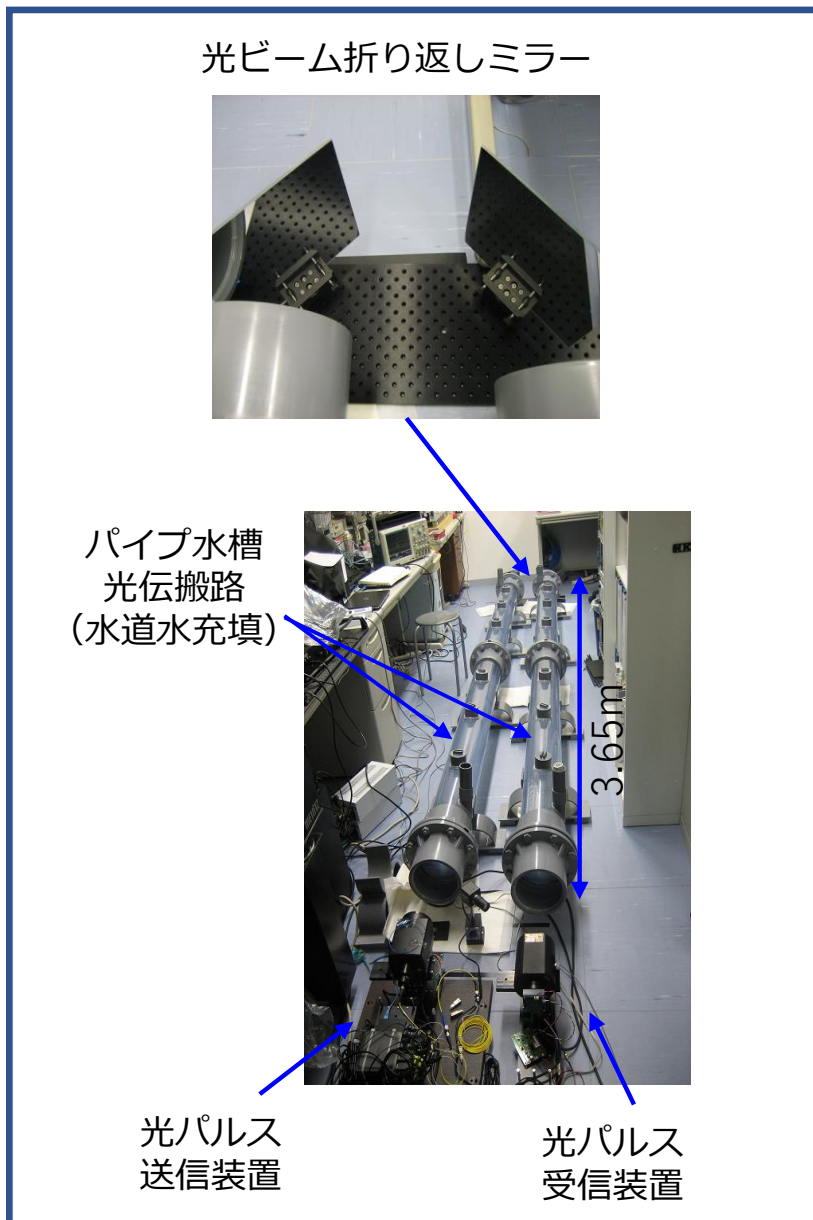 光ビーム折り返しミラー
パイプ水槽
光伝搬路
（水道水充填）
3.65m
光パルス
送信装置
光パルス
受信装置